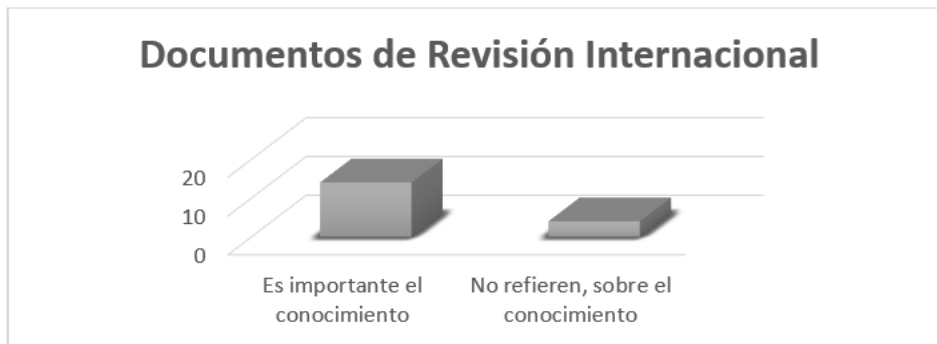 Documentos de Revisión Internacional
20
10
0
Es importante el
conocimiento
No refieren, sobre el
conocimiento